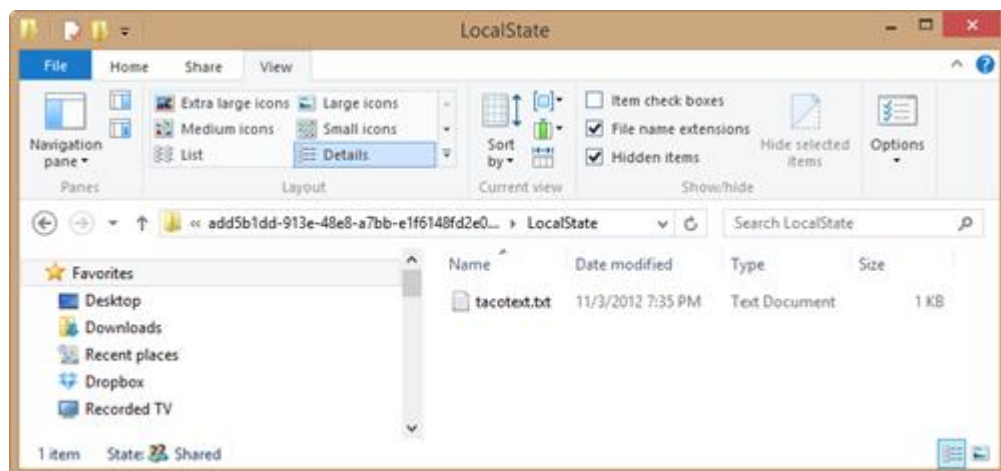 LocalState
File Home Share View
Extra large icons Large icons Item check boxes
Medium icons Small icons File name extensions
Navigation pane List Details Sort by Hidden items Hide selected items Options
Panes Layout Current view Show/hide
« add5b1dd-913e-48e8-a7bb-e1f6148fd2e0... LocalState Search LocalState
Favorites Name Date modified Type Size
Desktop tacotext.txt 11/3/2012 7:35 PM Text Document 1 KB
Downloads
Recent places
Dropbox
Recorded TV
1 item State: Shared